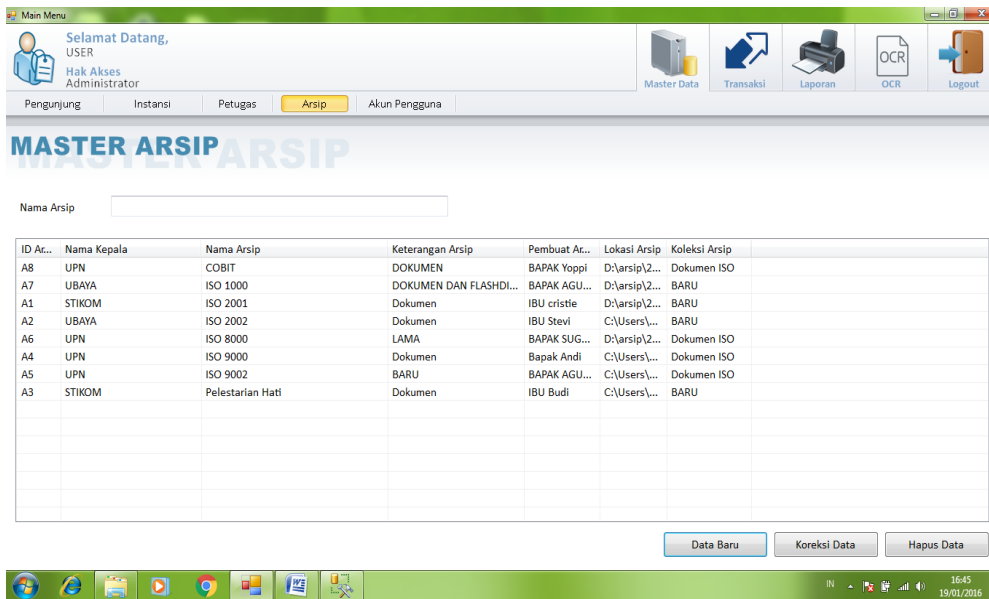 Main Menu
Selamat Datang,
USER
Hak Akses
Administrator
Master Data Transaksi Laporan OCR OCR Logout
Pengunjung Instansi Petugas Arsip Akun Pengguna
MASTER ARSIP
MASTER ARSIP
Nama Arsip
ID Ar... Nama Kepala Nama Arsip Keterangan Arsip Pembuat Ar... Lokasi Arsip Koleksi Arsip
A8 UPN COBIT DOKUMEN BAPAK Yoppi D:\arsip\2... Dokumen ISO
A7 UBAYA ISO 1000 DOKUMEN DAN FLASHDI... BAPAK AGU... D:\arsip\2... BARU
A1 STIKOM ISO 2001 Dokumen IBU cristie D:\arsip\2... BARU
A2 UBAYA ISO 2002 Dokumen IBU Stevi C:\Users\... BARU
A6 UPN ISO 8000 LAMA BAPAK SUG... D:\arsip\2... Dokumen ISO
A4 UPN ISO 9000 Dokumen Bapak Andi C:\Users\... Dokumen ISO
A5 UPN ISO 9002 BARU BAPAK AGU... C:\Users\... Dokumen ISO
A3 STIKOM Pelestarian Hati Dokumen IBU Budi C:\Users\... BARU
Data Baru Koreksi Data Hapus Data
IN 16:45
19/01/2016